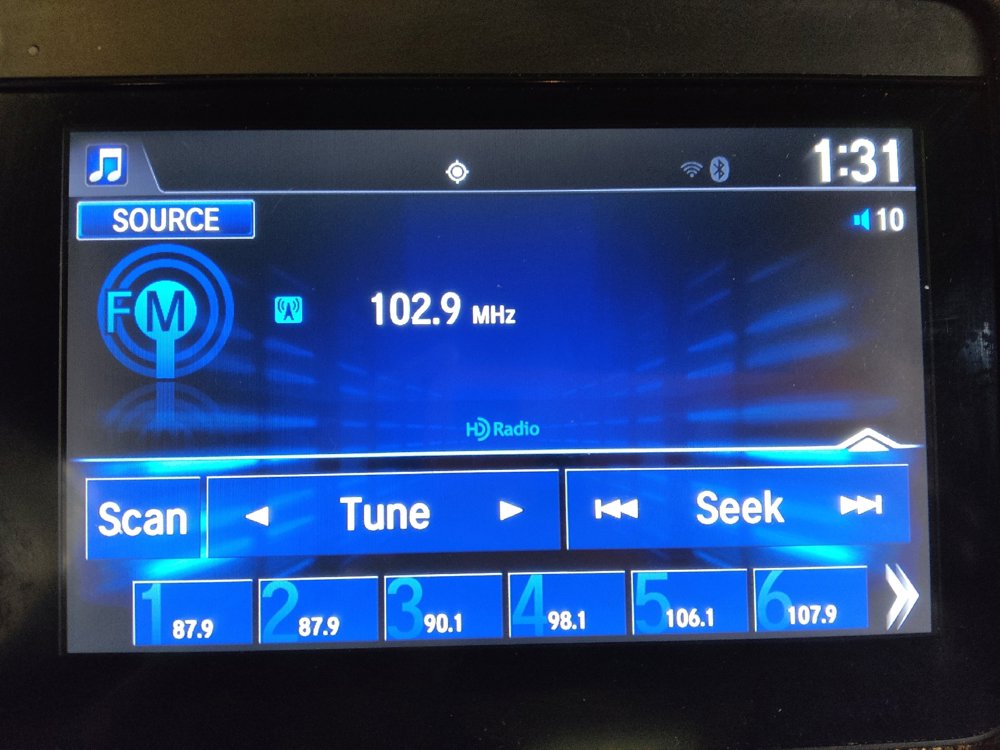 1:31
SOURCE
10
FM
102.9 MHz
HD Radio
Scan Tune Seek
1 87.9 2 87.9 3 90.1 4 98.1 5 106.1 6 107.9